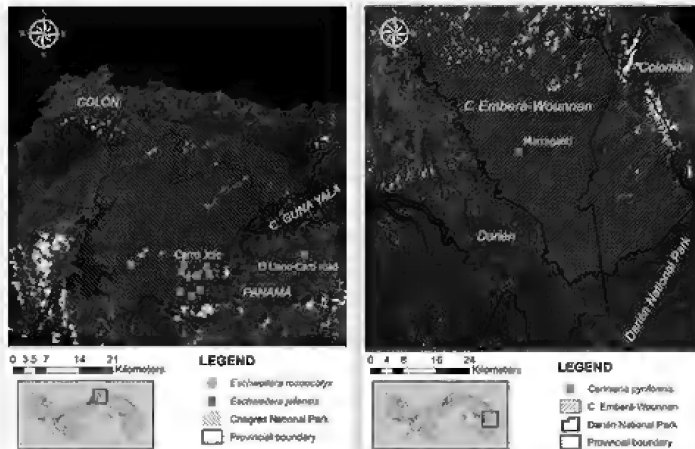 COLÓN
C. GUNA YALA
Cerro Jefe
El Llano-Cartí road
PANAMA
0 3.5 7 14 21
Kilometers
LEGEND
Eschweilera
Eschweilera jefensis
Chagres National Park
Provincial boundary
Colombia
C. Emberá-Wounnan
Darién
Darién National Park
0 4 8 16 24
Kilometers
LEGEND
Cariniana pyriformis
C. Emberá-Wounnan
Darién National Park
Provincial boundary